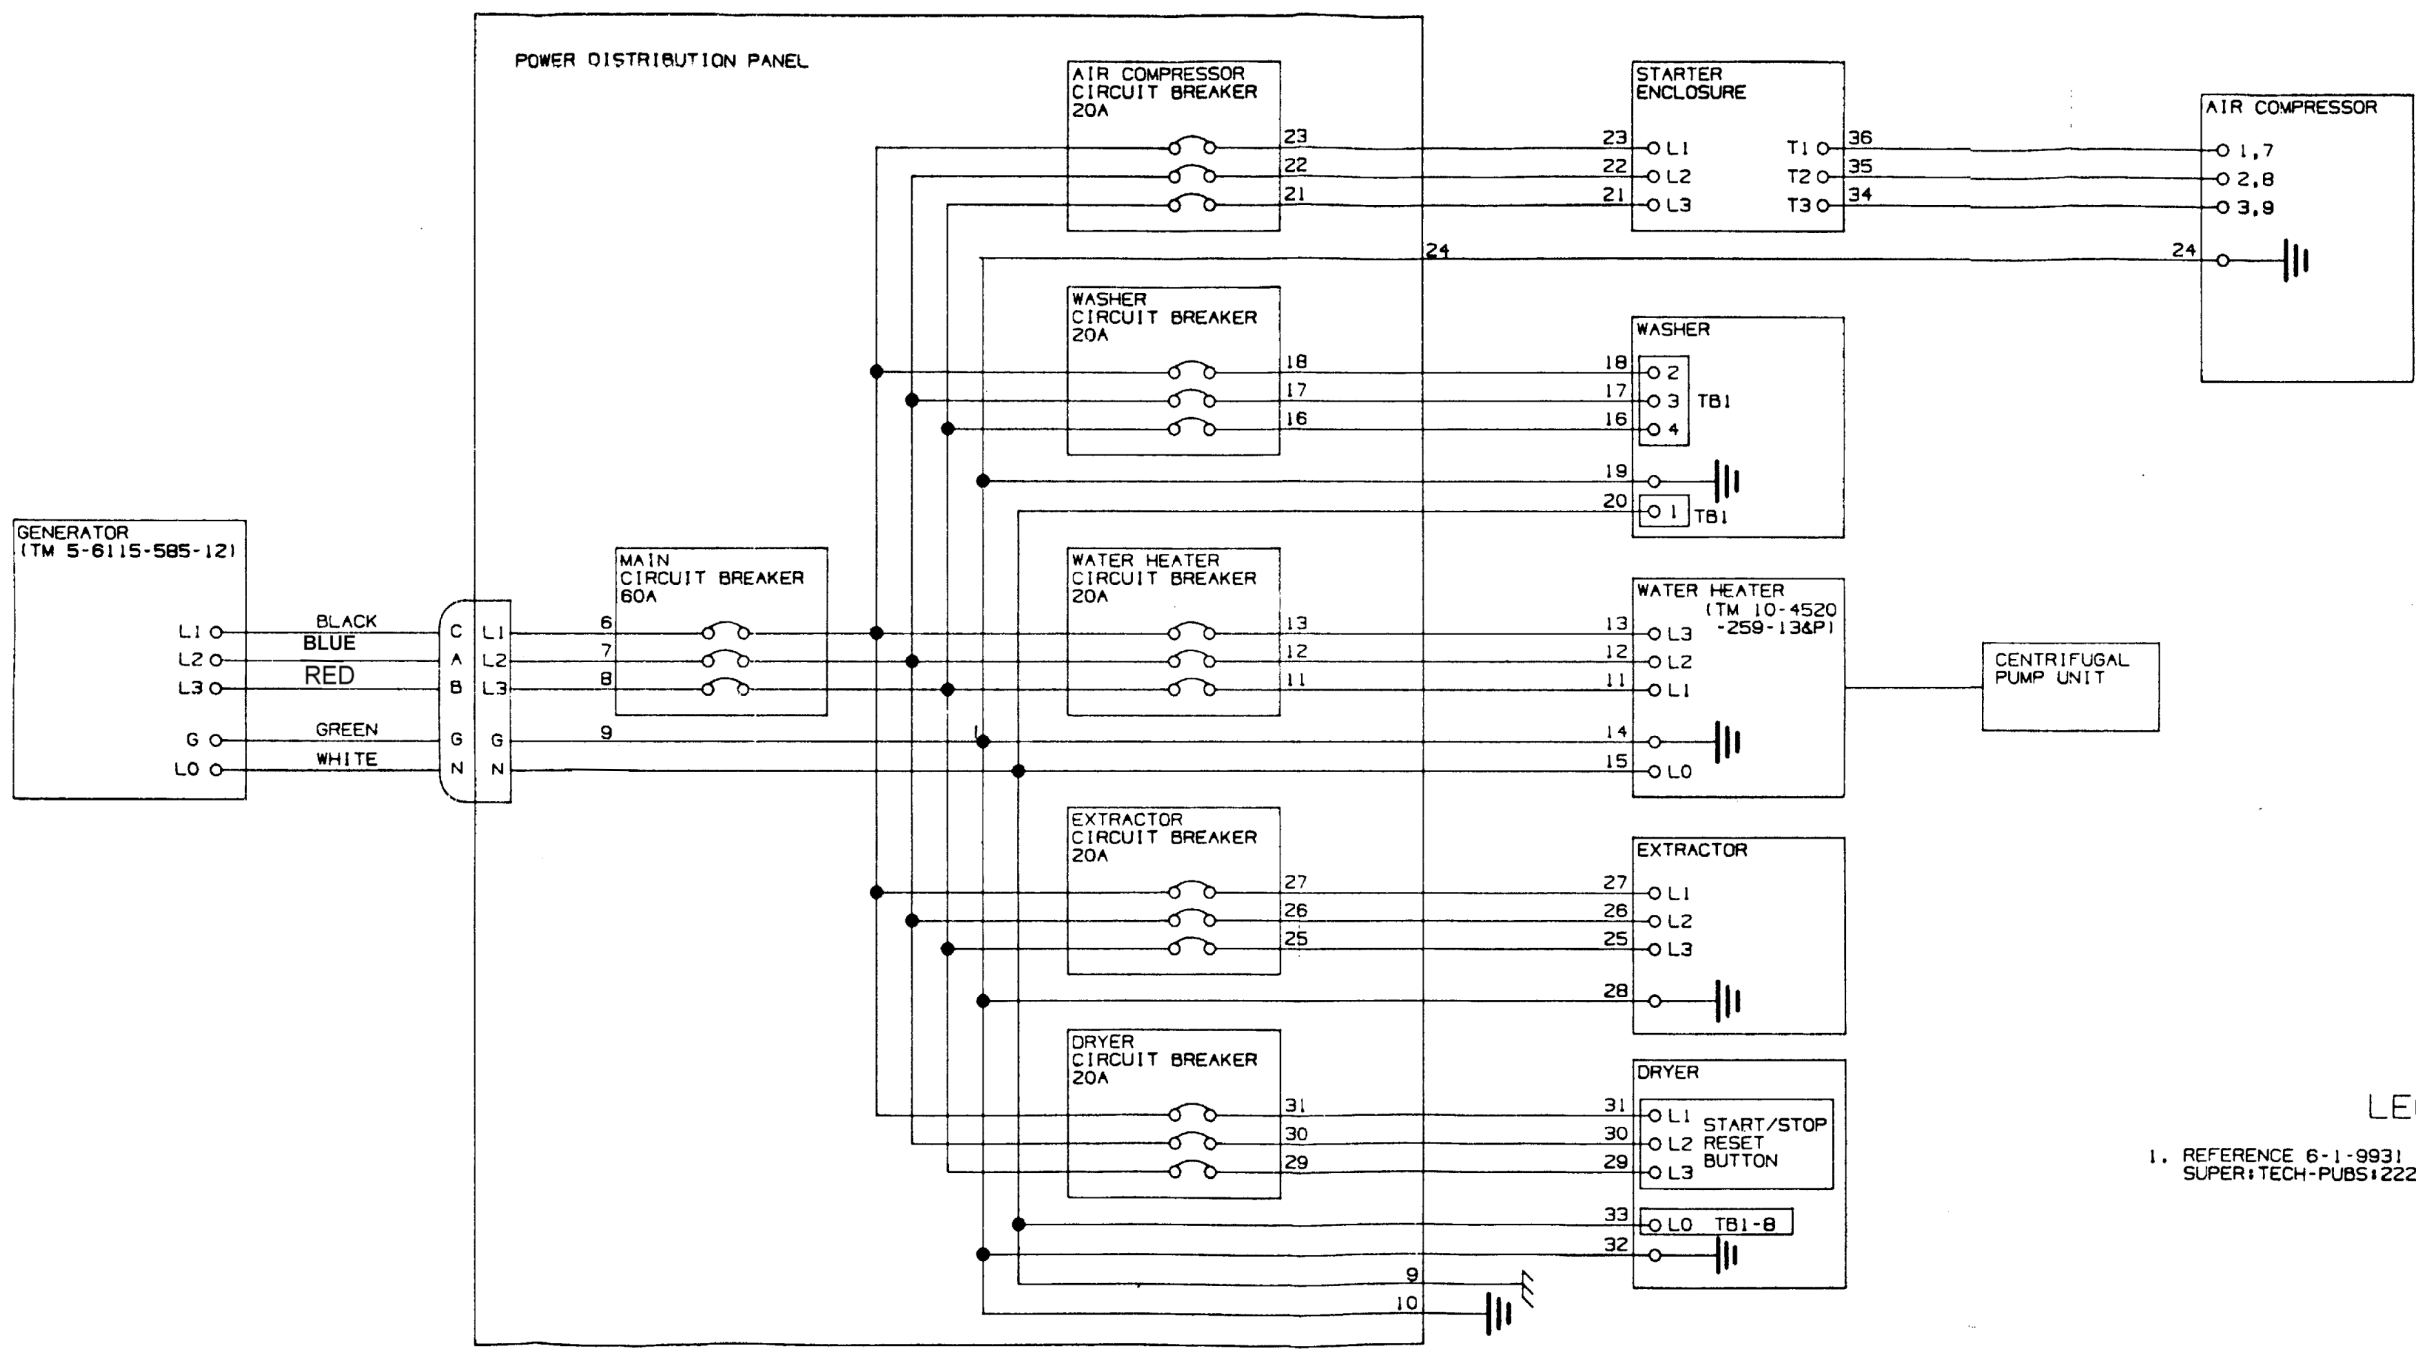 POWER DISTRIBUTION PANEL
AIR COMPRESSOR
CIRCUIT BREAKER
20A
23
22
21
STARTER
ENCLOSURE
23 L1
22 L2
21 L3
T1 36
T2 35
T3 34
AIR COMPRESSOR
1,7
2,8
3,9
24
24
WASHER
CIRCUIT BREAKER
20A
18
17
16
WASHER
18 2
17 3 TB1
16 4
19
20 1 TB1
GENERATOR
(TM 5-6115-585-12)
L1 BLACK C L1 6
L2 BLUE A L2 7
L3 RED B L3 8
G GREEN G G 9
L0 WHITE N N
MAIN
CIRCUIT BREAKER
60A
1
WATER HEATER
CIRCUIT BREAKER
20A
13
12
11
WATER HEATER
(TM 10-4520
-259-13&P)
13 L3
12 L2
11 L1
14
15 L0
CENTRIFUGAL
PUMP UNIT
EXTRACTOR
CIRCUIT BREAKER
20A
27
26
25
EXTRACTOR
27 L1
26 L2
25 L3
28
DRYER
CIRCUIT BREAKER
20A
31
30
29
DRYER
31 L1 START/STOP
30 L2 RESET
29 L3 BUTTON
33 L0 TB1-8
32
9
10
LE
1. REFERENCE 6-1-9931
SUPER:TECH-PUBS:222